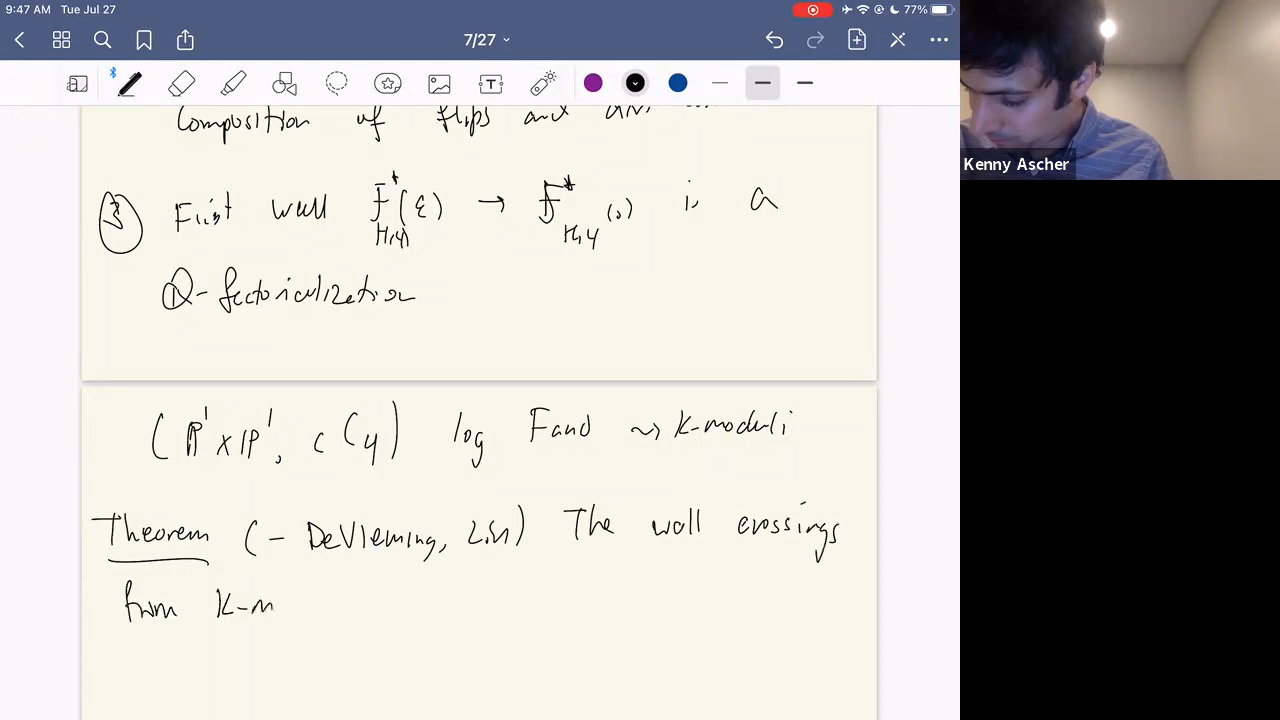 9:47 AM Tue Jul 27
77%
7/27
Composition of flips and
③ First wall F*H,4(ε) → F*H,4(0) is a
Q-factorialization
(P¹×P¹, c C4) log Fano ⇝ K-moduli
Theorem (- DeVleming, Liu) The wall crossings
from K-m
Kenny Ascher